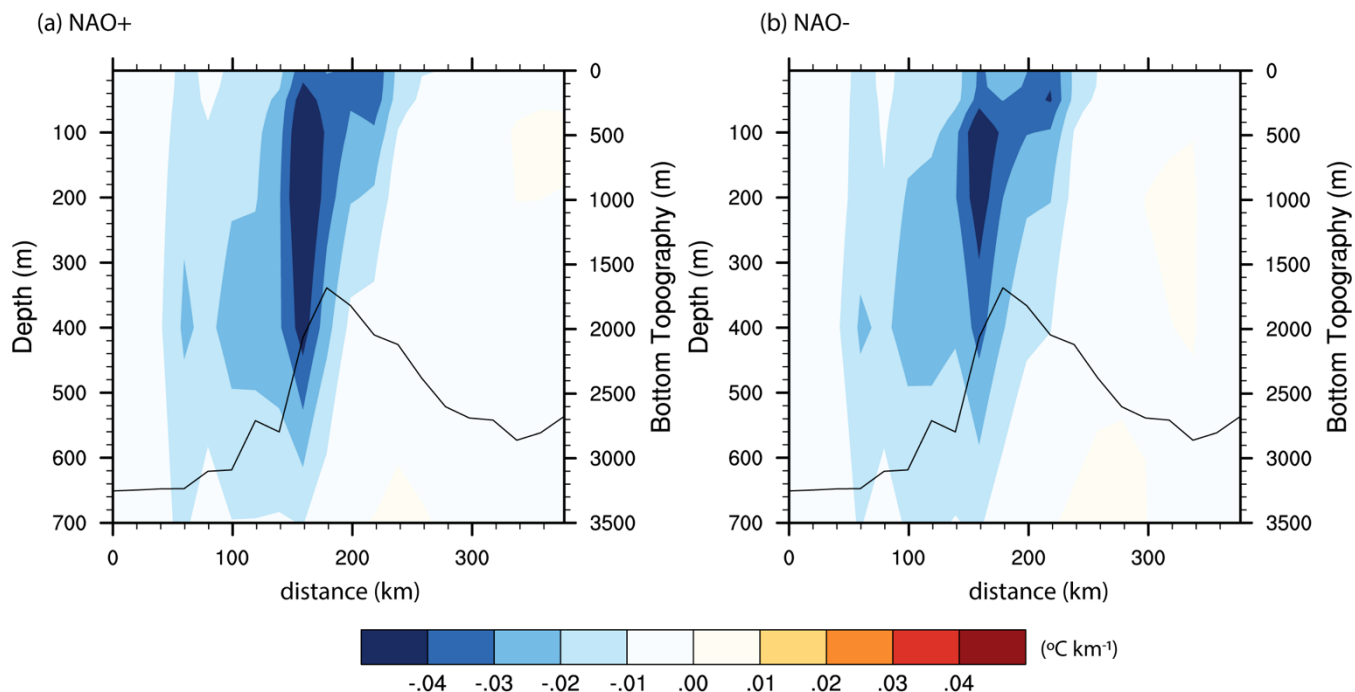 (a) NAO+
(b) NAO-
0
100
500
200
1000
300
1500
400
2000
500
2500
600
3000
700
3500
Depth (m)
Bottom Topography (m)
0 100 200 300
distance (km)
0
100
500
200
1000
300
1500
400
2000
500
2500
600
3000
700
3500
Depth (m)
Bottom Topography (m)
0 100 200 300
distance (km)
-.04 -.03 -.02 -.01 .00 .01 .02 .03 .04
(ºC km⁻¹)